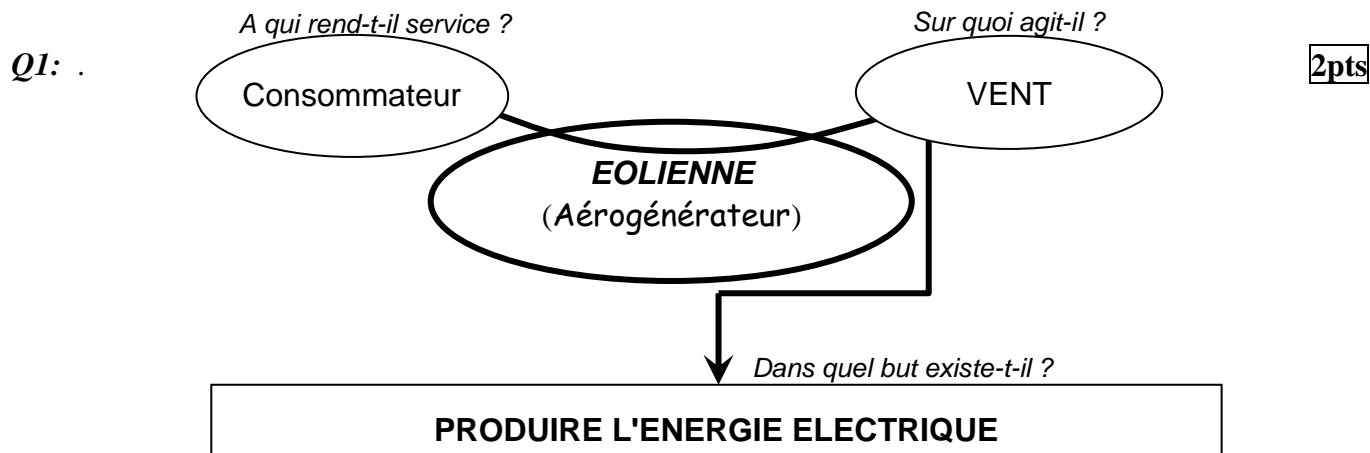 A qui rend-t-il service ?
Sur quoi agit-il ?
Q1: .
2pts
Consommateur
VENT
EOLIENNE
(Aérogénérateur)
Dans quel but existe-t-il ?
PRODUIRE L'ENERGIE ELECTRIQUE